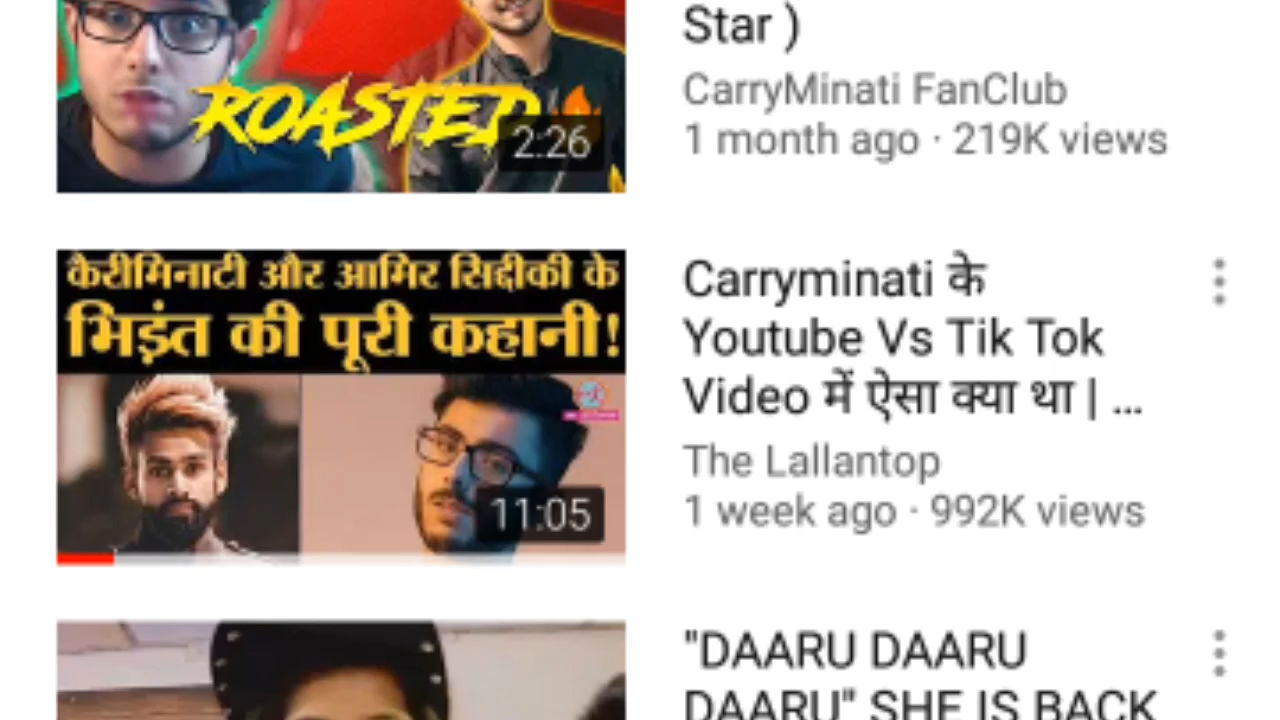 Star )
CarryMinati FanClub
1 month ago · 219K views
ROASTED
2:26
कैरीमिनाटी और आमिर सिद्दीकी के
भिड़ंत की पूरी कहानी!
11:05
Carryminati के
Youtube Vs Tik Tok
Video में ऐसा क्या था | ...
The Lallantop
1 week ago · 992K views
"DAARU DAARU
DAARU" SHE IS BACK